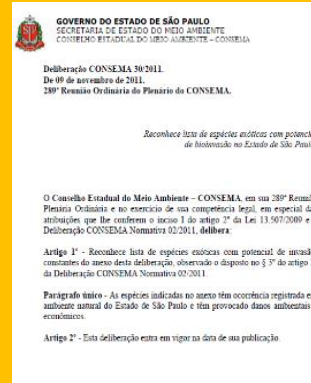 GOVERNO DO ESTADO DE SÃO PAULO
SECRETARIA DE ESTADO DO MEIO AMBIENTE
CONSELHO ESTADUAL DO MEIO AMBIENTE – CONSEMA
Deliberação CONSEMA 30/2011.
De 09 de novembro de 2011.
289ª Reunião Ordinária do Plenário do CONSEMA.
Reconhece lista de espécies exóticas com potenci
de bioinvasão no Estado de São Paul
O Conselho Estadual do Meio Ambiente – CONSEMA, em sua 289ª Reuni
Plenária Ordinária e no exercício de sua competência legal, em especial da
atribuições que lhe conferem o inciso I do artigo 2º da Lei 13.507/2009 e
Deliberação CONSEMA Normativa 02/2011, delibera:
Artigo 1º - Reconhece lista de espécies exóticas com potencial de invasã
constantes do anexo desta deliberação, observado o disposto no § 3º do artigo
da Deliberação CONSEMA Normativa 02/2011.
Parágrafo único - As espécies indicadas no anexo têm ocorrência registrada e
ambiente natural do Estado de São Paulo e têm provocado danos ambientais
econômicos.
Artigo 2º - Esta deliberação entra em vigor na data de sua publicação.